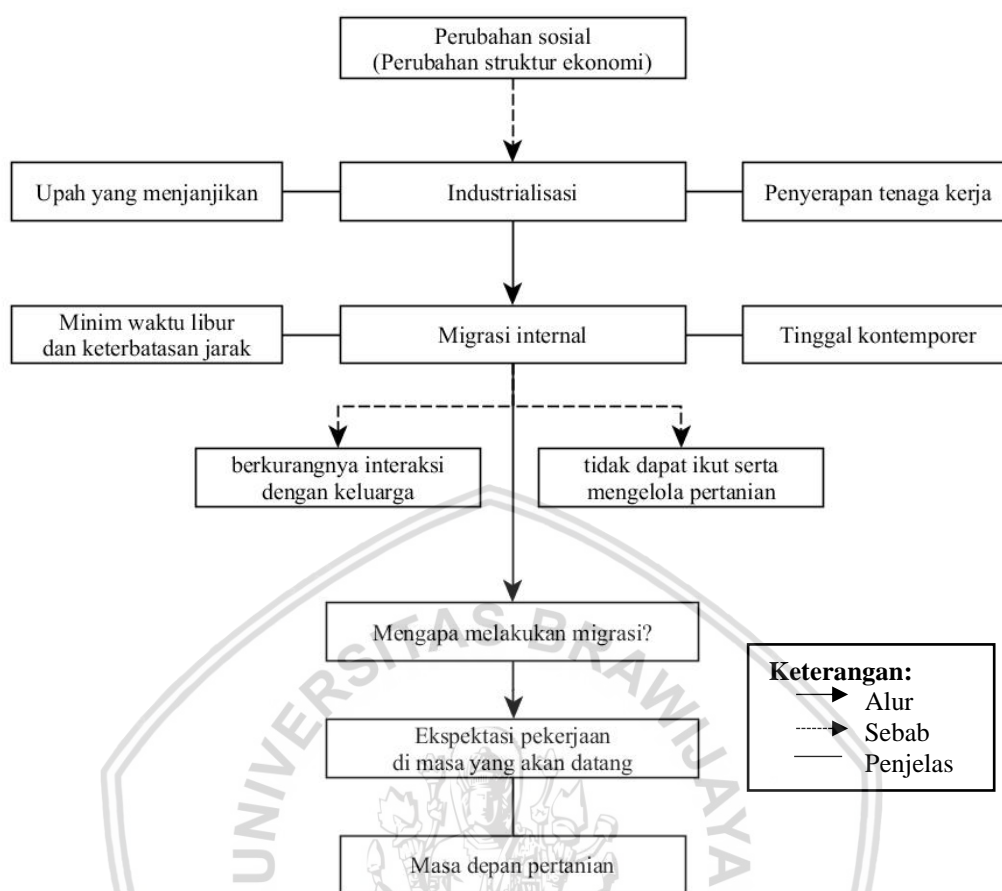 Perubahan sosial
(Perubahan struktur ekonomi)
Upah yang menjanjikan
Industrialisasi
Penyerapan tenaga kerja
Minim waktu libur
dan keterbatasan jarak
Migrasi internal
Tinggal kontemporer
berkurangnya interaksi
dengan keluarga
tidak dapat ikut serta
mengelola pertanian
Mengapa melakukan migrasi?
Keterangan:
Alur
Sebab
Penjelas
Ekspektasi pekerjaan
di masa yang akan datang
Masa depan pertanian
UNIVERSITAS BRAWIJAYA